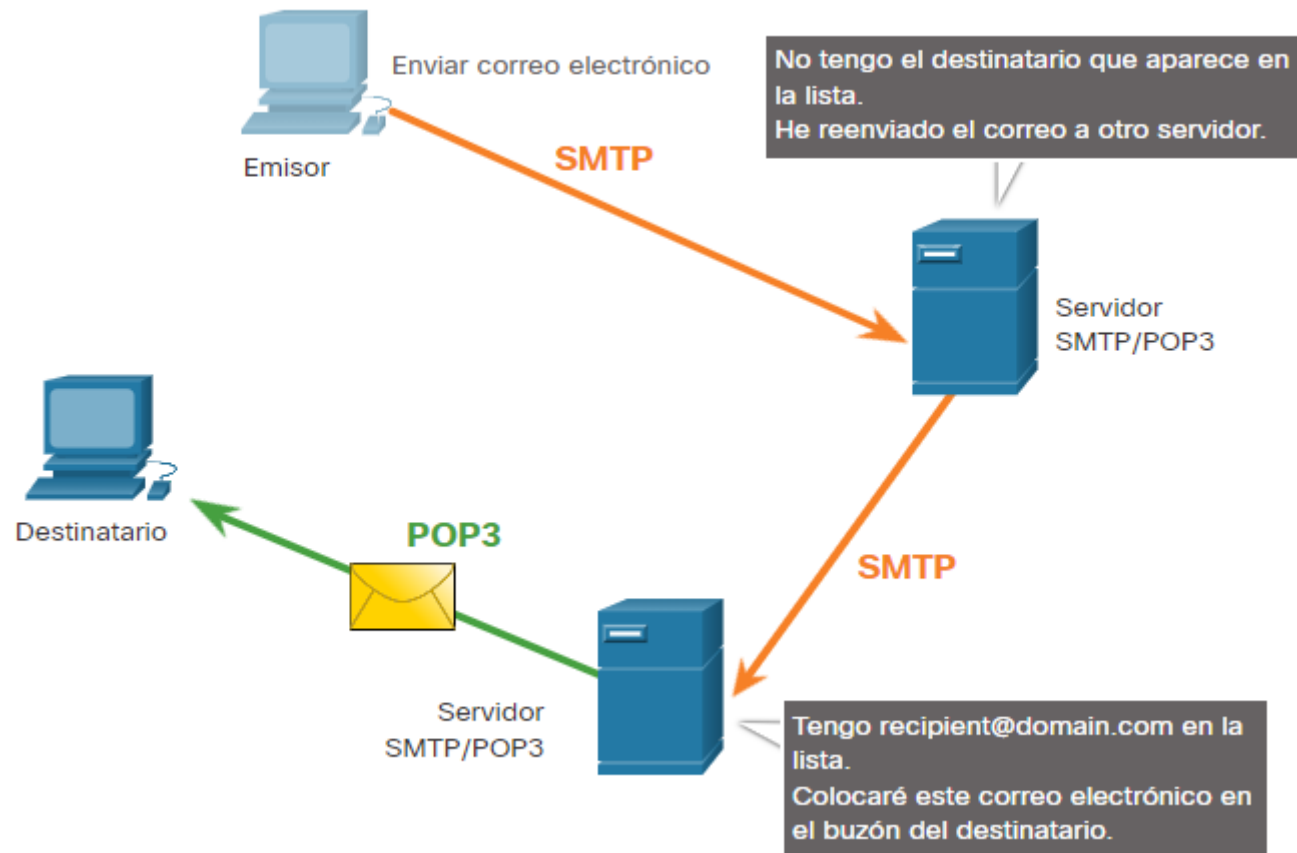 Enviar correo electrónico
Emisor
SMTP
No tengo el destinatario que aparece en
la lista.
He reenviado el correo a otro servidor.
Servidor
SMTP/POP3
Destinatario
POP3
SMTP
Servidor
SMTP/POP3
Tengo recipient@domain.com en la
lista.
Colocaré este correo electrónico en
el buzón del destinatario.